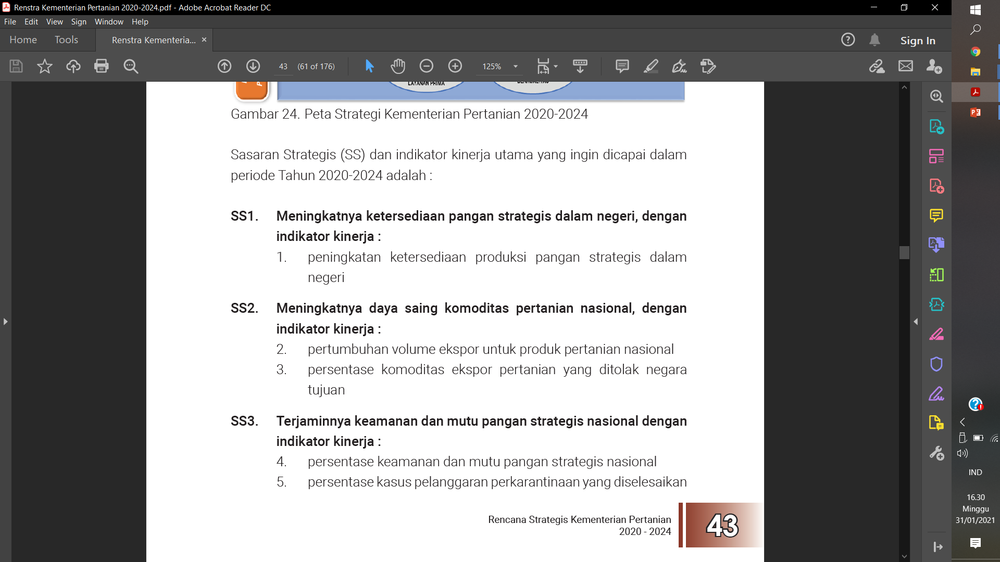 Renstra Kementerian Pertanian 2020-2024.pdf - Adobe Acrobat Reader DC
File Edit View Sign Window Help
Home Tools Renstra Kementeria... × Sign In
43 (61 of 176) 125%
LAYANAN PRIMA
Gambar 24. Peta Strategi Kementerian Pertanian 2020-2024
Sasaran Strategis (SS) dan indikator kinerja utama yang ingin dicapai dalam
periode Tahun 2020-2024 adalah :
SS1. Meningkatnya ketersediaan pangan strategis dalam negeri, dengan
indikator kinerja :
1. peningkatan ketersediaan produksi pangan strategis dalam
negeri
SS2. Meningkatnya daya saing komoditas pertanian nasional, dengan
indikator kinerja :
2. pertumbuhan volume ekspor untuk produk pertanian nasional
3. persentase komoditas ekspor pertanian yang ditolak negara
tujuan
SS3. Terjaminnya keamanan dan mutu pangan strategis nasional dengan
indikator kinerja :
4. persentase keamanan dan mutu pangan strategis nasional
5. persentase kasus pelanggaran perkarantinaan yang diselesaikan
Rencana Strategis Kementerian Pertanian
2020 - 2024
43
IND
16.30
Minggu
31/01/2021